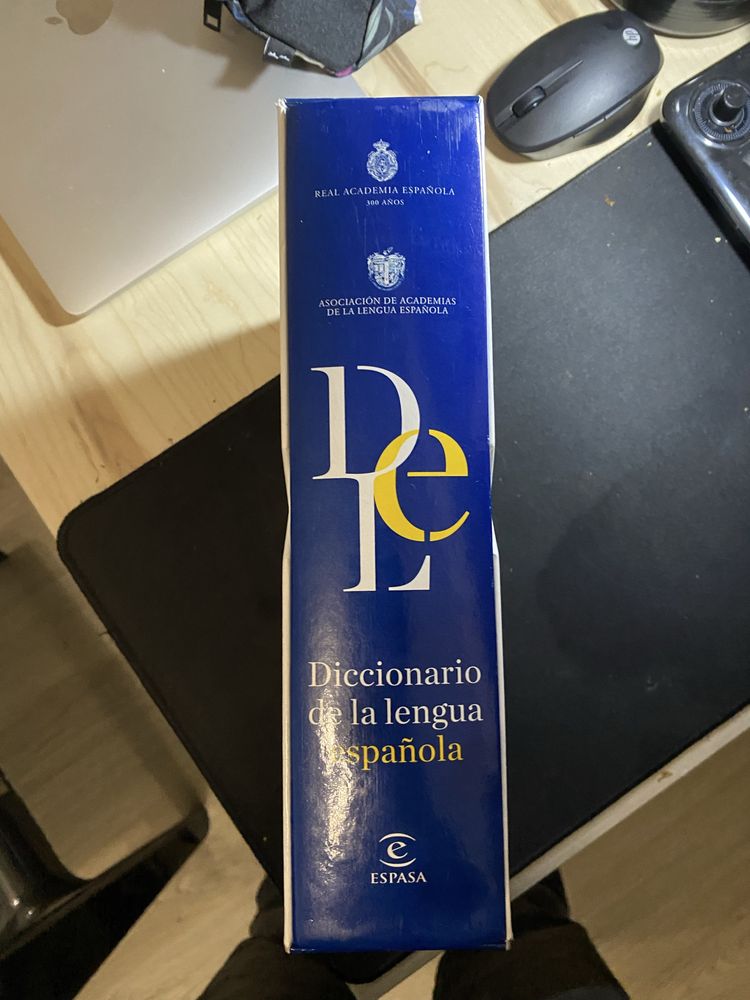 REAL ACADEMIA ESPAÑOLA
300 AÑOS
ASOCIACIÓN DE ACADEMIAS
DE LA LENGUA ESPAÑOLA
DLe
Diccionario
de la lengua
española
e
ESPASA
hp